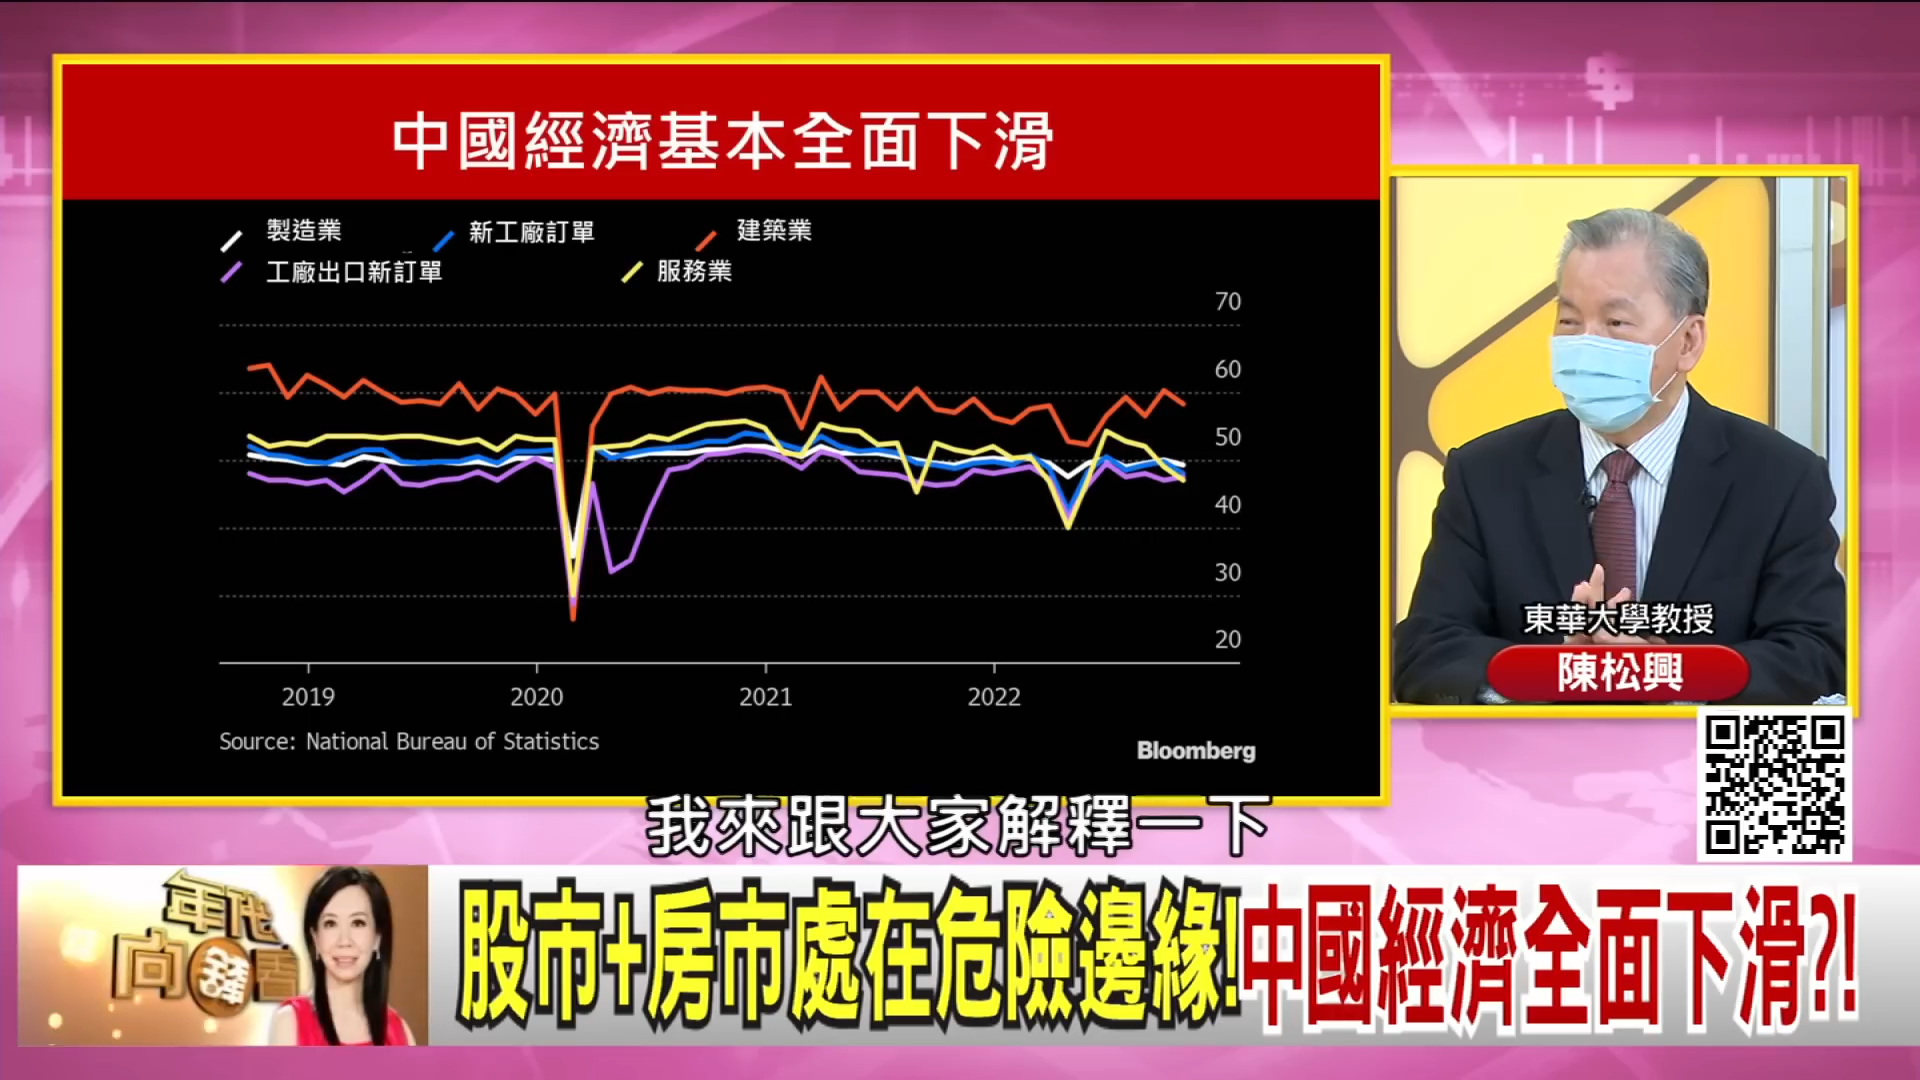 中國經濟基本全面下滑
製造業
新工廠訂單
建築業
工廠出口新訂單
服務業
70
60
50
40
30
20
2019
2020
2021
2022
Source: National Bureau of Statistics
Bloomberg
東華大學教授
陳松興
我來跟大家解釋一下
年代
向錢看
股市+房市處在危險邊緣!中國經濟全面下滑?!